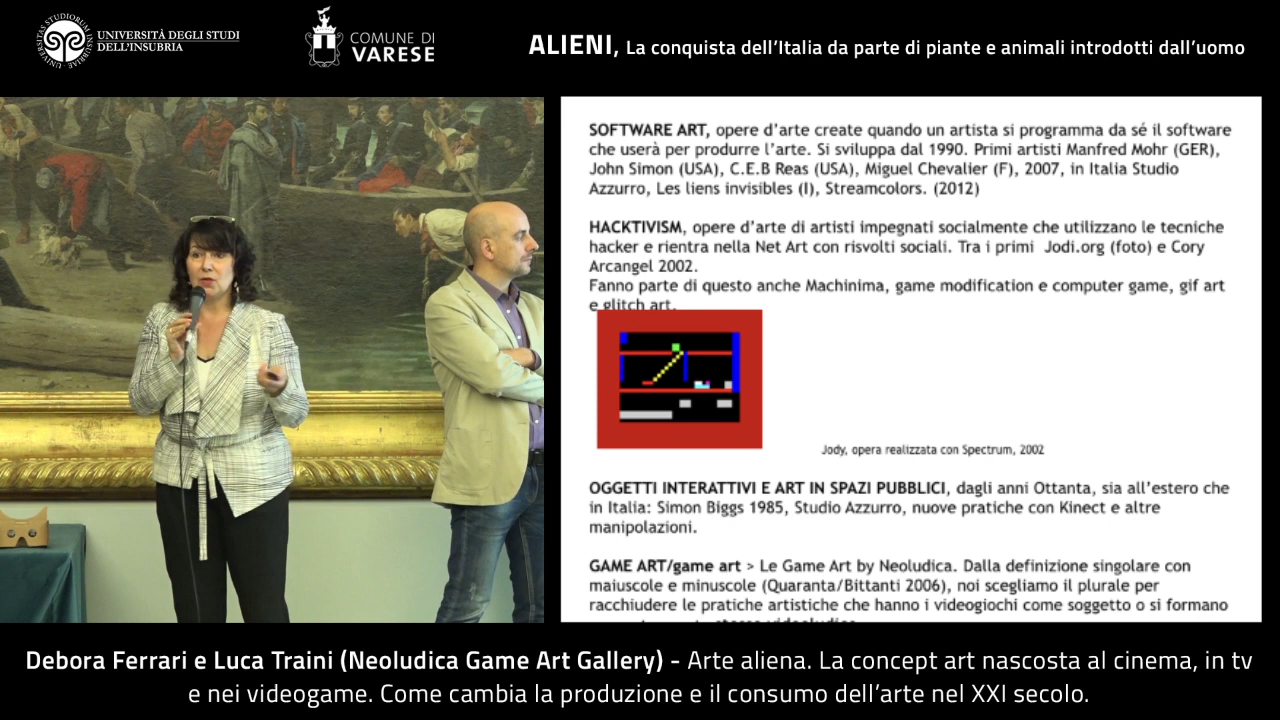 UNIVERSITÀ DEGLI STUDI
DELL'INSUBRIA
COMUNE DI
VARESE
ALIENI, La conquista dell'Italia da parte di piante e animali introdotti dall'uomo
SOFTWARE ART, opere d'arte create quando un artista si programma da sé il software
che userà per produrre l'arte. Si sviluppa dal 1990. Primi artisti Manfred Mohr (GER),
John Simon (USA), C.E.B Reas (USA), Miguel Chevalier (F), 2007, in Italia Studio
Azzurro, Les liens invisibles (I), Streamcolors. (2012)
HACKTIVISM, opere d'arte di artisti impegnati socialmente che utilizzano le tecniche
hacker e rientra nella Net Art con risvolti sociali. Tra i primi Jodi.org (foto) e Cory
Arcangel 2002.
Fanno parte di questo anche Machinima, game modification e computer game, gif art
e glitch art.
Jody, opera realizzata con Spectrum, 2002
OGGETTI INTERATTIVI E ART IN SPAZI PUBBLICI, dagli anni Ottanta, sia all'estero che
in Italia: Simon Biggs 1985, Studio Azzurro, nuove pratiche con Kinect e altre
manipolazioni.
GAME ART/game art > Le Game Art by Neoludica. Dalla definizione singolare con
maiuscole e minuscole (Quaranta/Bittanti 2006), noi scegliamo il plurale per
racchiudere le pratiche artistiche che hanno i videogiochi come soggetto o si formano
Debora Ferrari e Luca Traini (Neoludica Game Art Gallery) - Arte aliena. La concept art nascosta al cinema, in tv
e nei videogame. Come cambia la produzione e il consumo dell'arte nel XXI secolo.